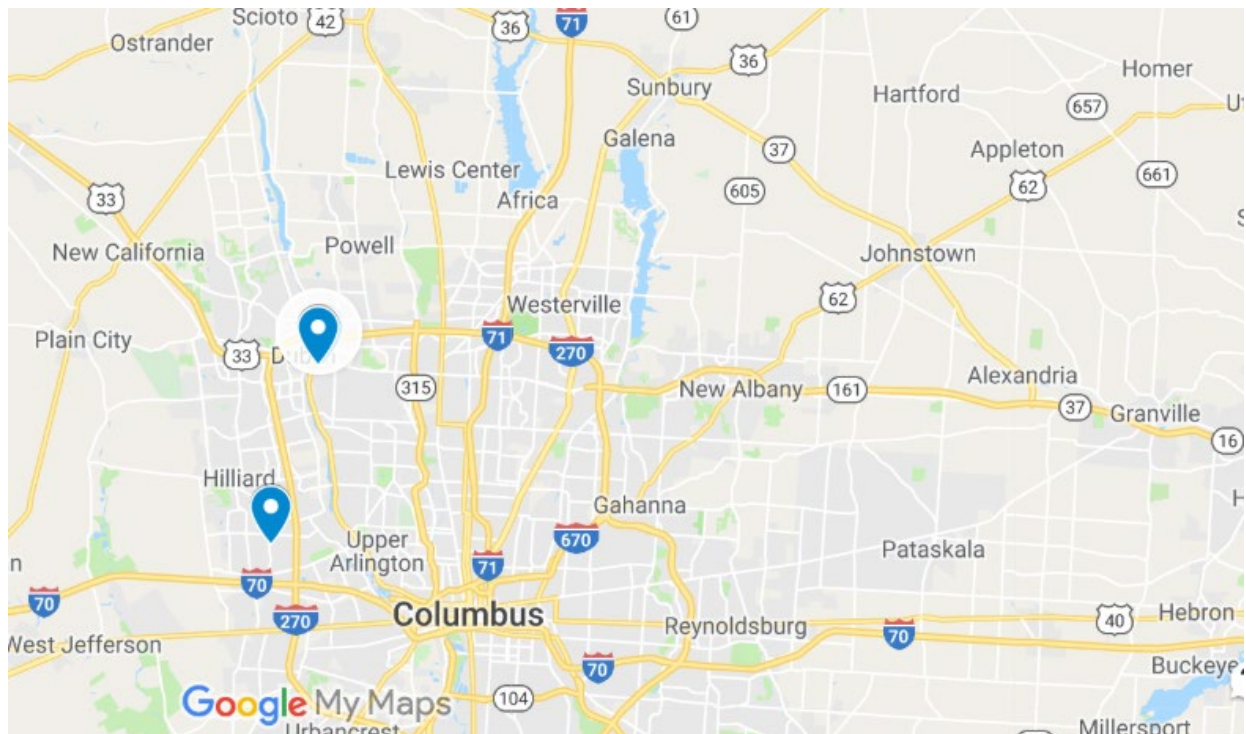 Scioto
42
36
71
61
Ostrander
36
Homer
Sunbury
Hartford
657
Galena
37
Appleton
Lewis Center
62
661
33
605
Africa
New California
Powell
Johnstown
62
Westerville
Plain City
71
33
270
315
New Albany
161
Alexandria
37
Granville
16
Hilliard
Gahanna
Upper
Arlington
670
Pataskala
71
70
70
270
Columbus
Reynoldsburg
40
Hebron
70
West Jefferson
70
Buckeye
104
Google My Maps
Urbancrest
Millersport